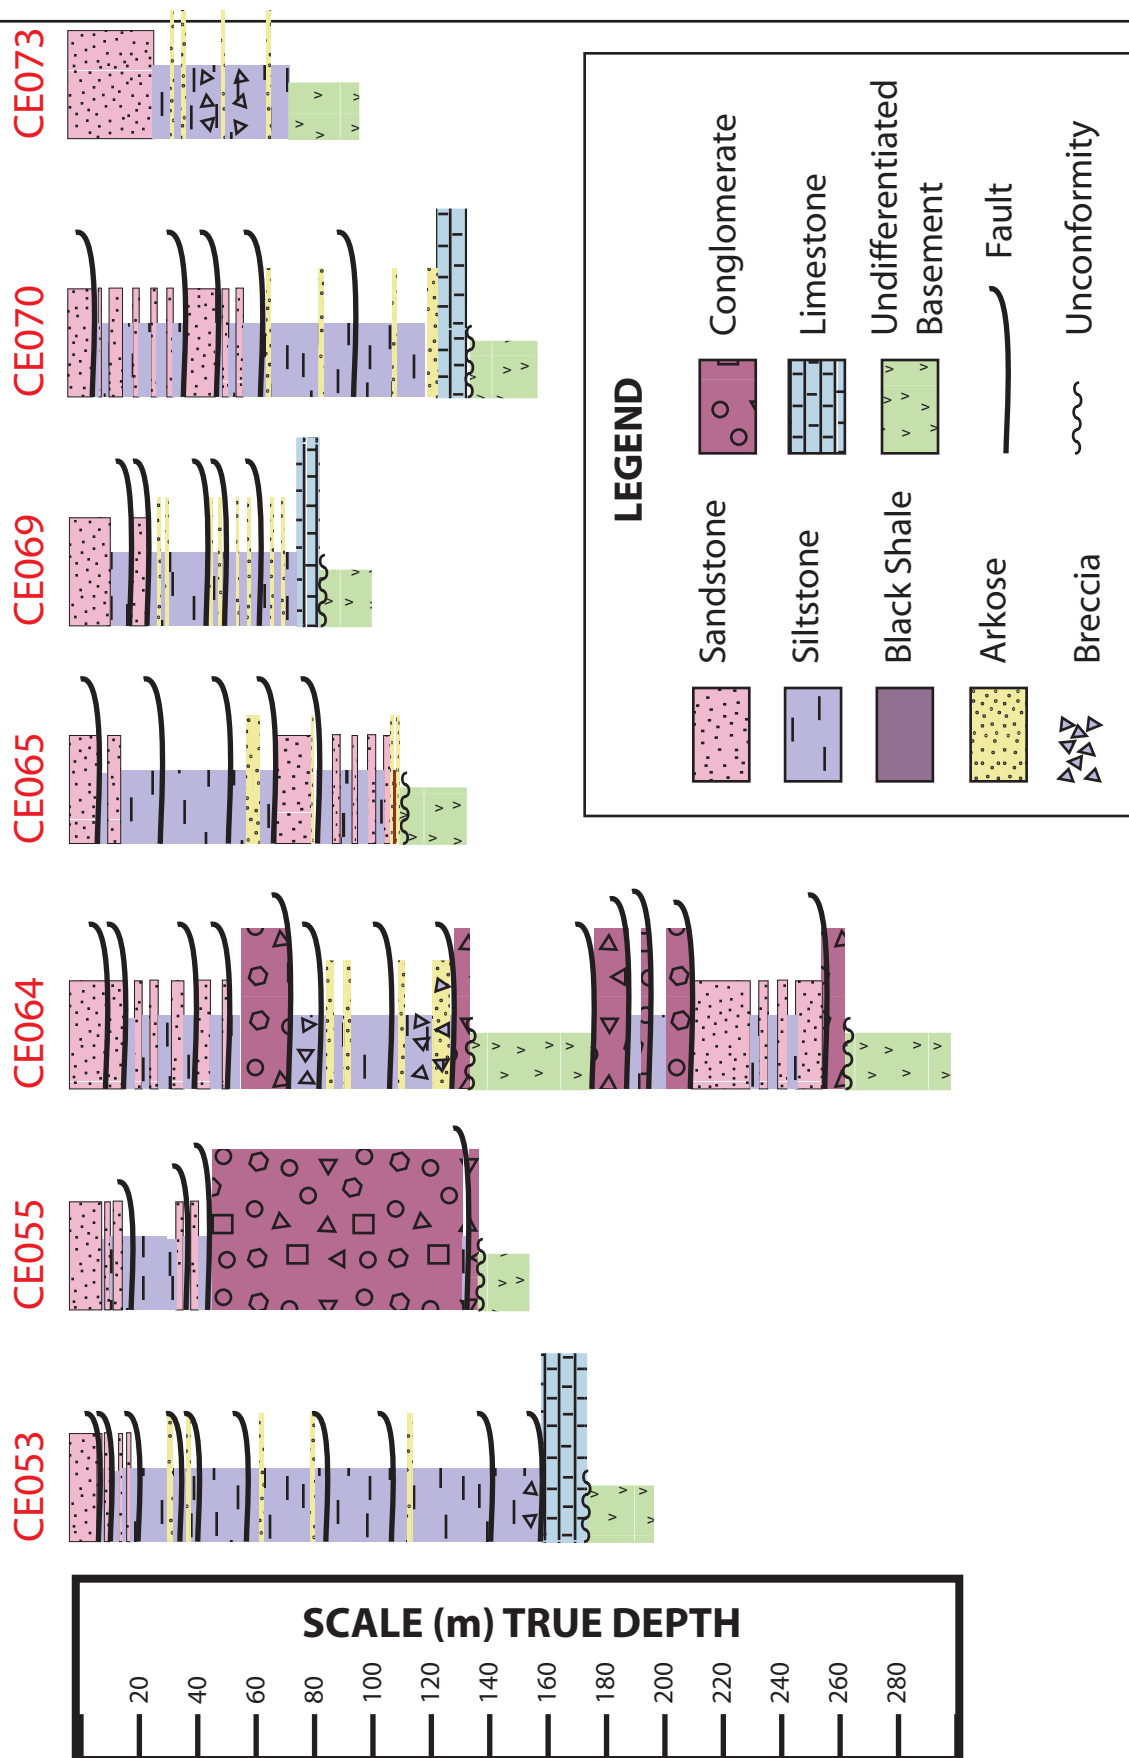 CE053
CE055
CE064
CE065
CE069
CE070
CE073
SCALE (m) TRUE DEPTH
20
40
60
80
100
120
140
160
180
200
220
240
260
280
LEGEND
Sandstone
Siltstone
Black Shale
Arkose
Breccia
Conglomerate
Limestone
Undifferentiated
Basement
Fault
Unconformity